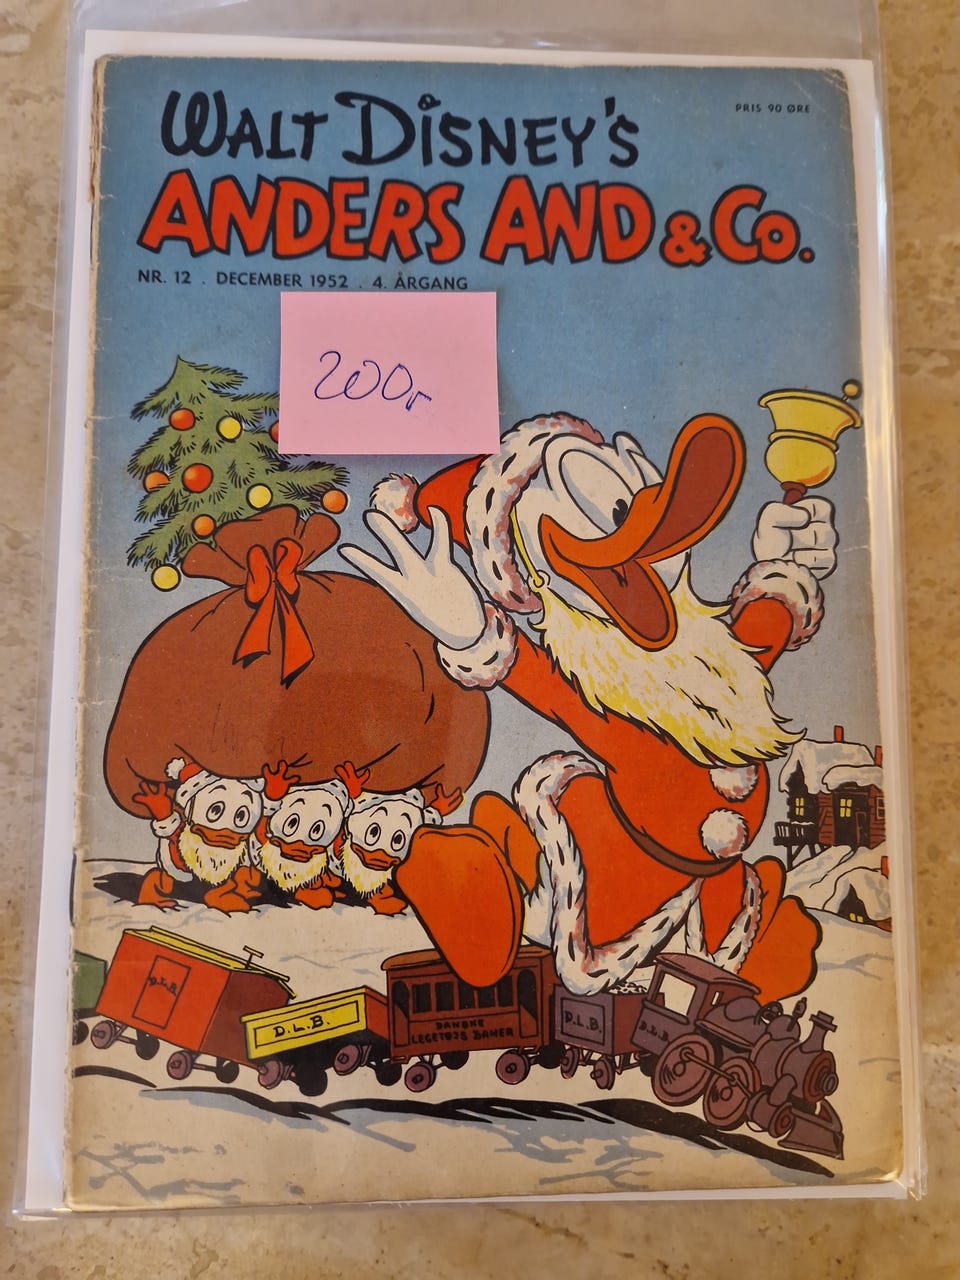 WALT DISNEY'S
PRIS 90 ØRE
ANDERS AND & Co.
NR. 12 . DECEMBER 1952 . 4. ÅRGANG
200,-
D.L.B.
D.L.B.
DANSKE
LEGETØJS BANER
D.L.B.
D.L.B.